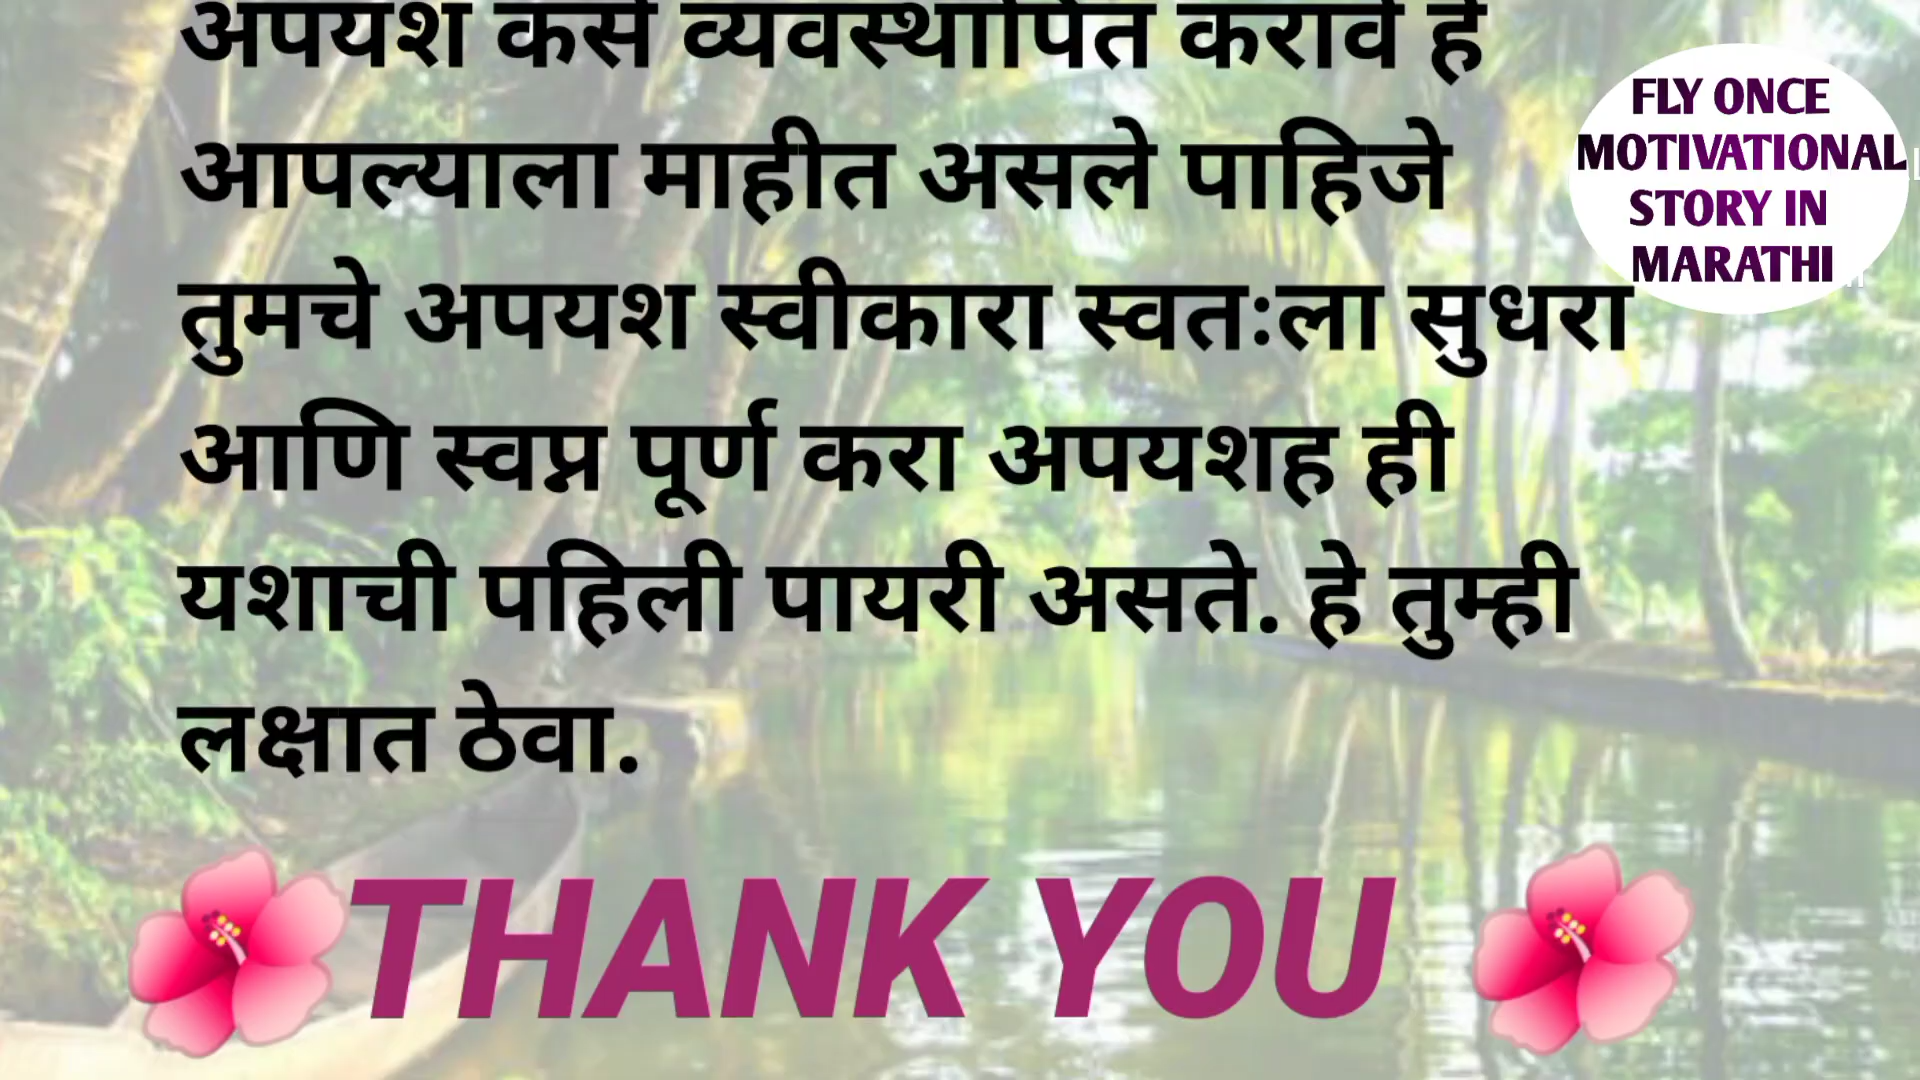 अपयश कसे व्यवस्थापित करावे हे
आपल्याला माहीत असले पाहिजे
तुमचे अपयश स्वीकारा स्वतःला सुधरा
आणि स्वप्न पूर्ण करा अपयशह ही
यशाची पहिली पायरी असते. हे तुम्ही
लक्षात ठेवा.
THANK YOU
FLY ONCE
MOTIVATIONAL
STORY IN
MARATHI